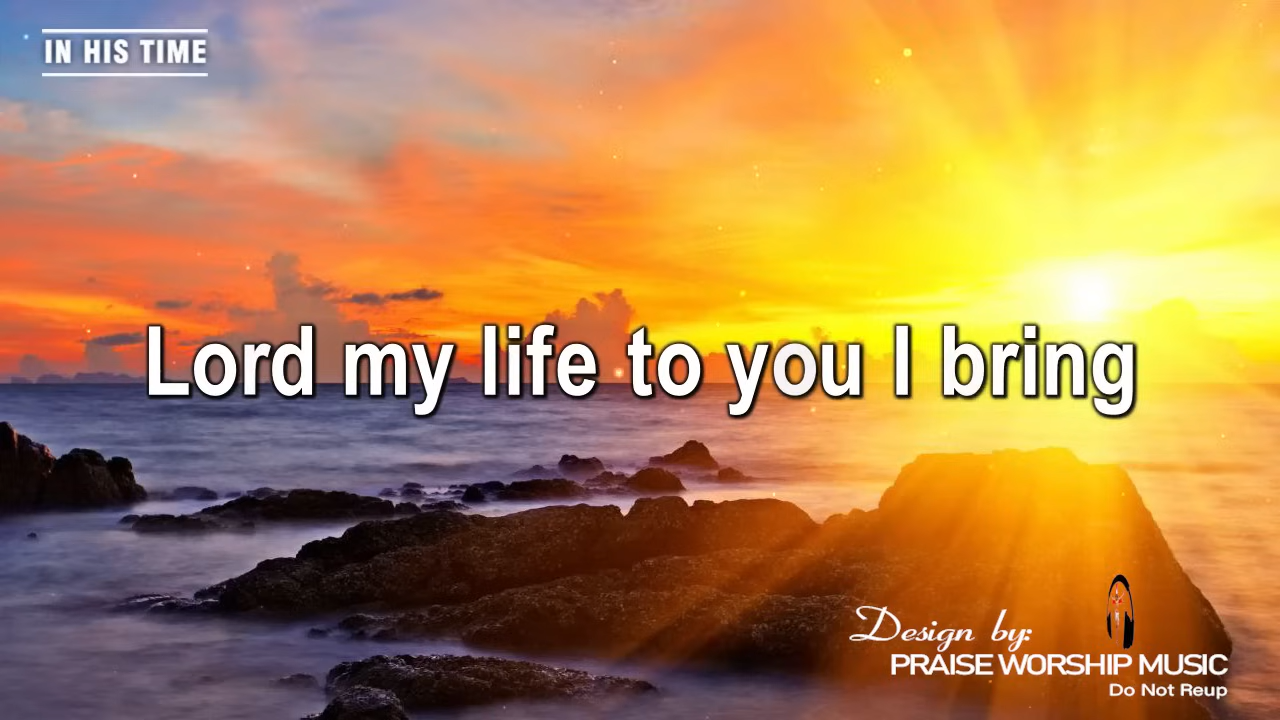 IN HIS TIME
Lord my life to you I bring
Design by:
PRAISE WORSHIP MUSIC
Do Not Reup